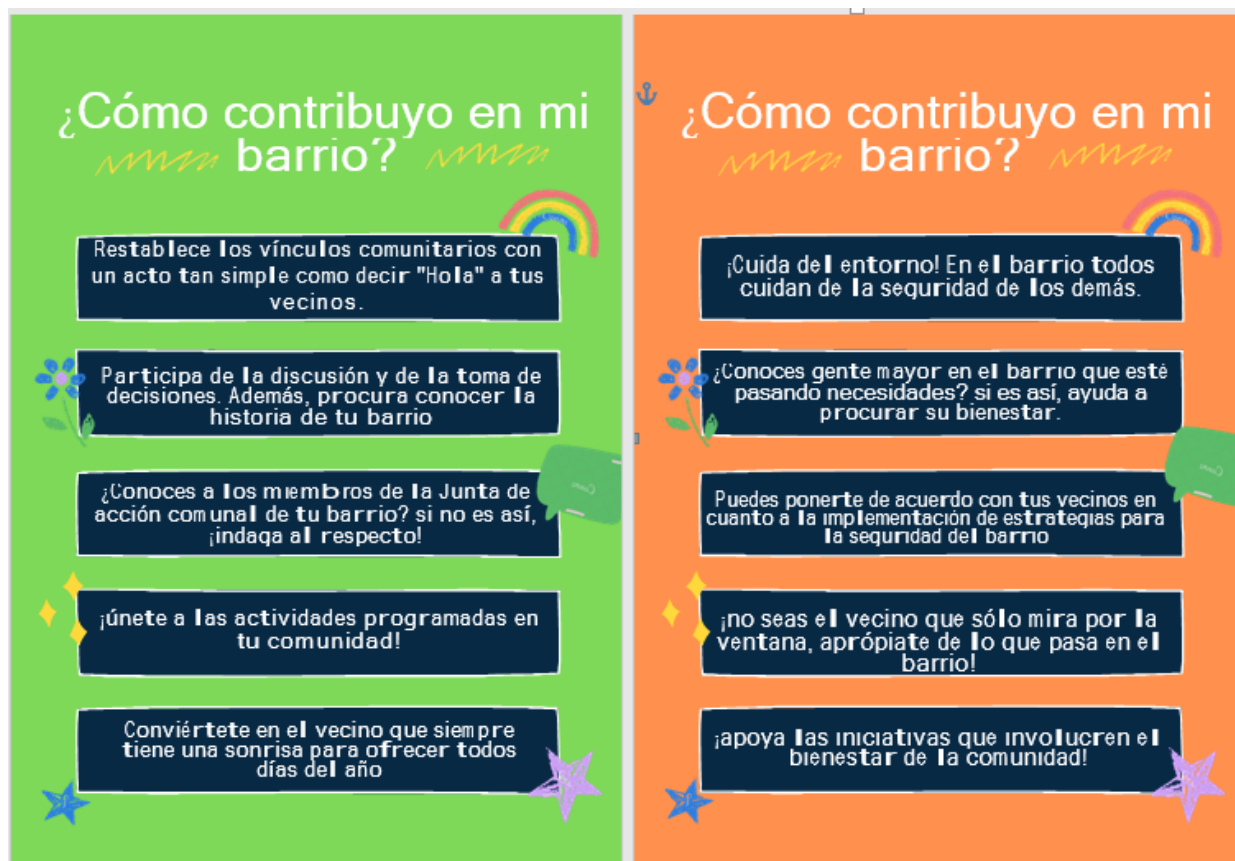 ¿Cómo contribuyo en mi
barrio?
Restablece los vínculos comunitarios con
un acto tan simple como decir "Hola" a tus
vecinos.
Participa de la discusión y de la toma de
decisiones. Además, procura conocer la
historia de tu barrio
¿Conoces a los miembros de la Junta de
acción comunal de tu barrio? si no es así,
¡indaga al respecto!
¡únete a las actividades programadas en
tu comunidad!
Conviértete en el vecino que siempre
tiene una sonrisa para ofrecer todos
días del año
¿Cómo contribuyo en mi
barrio?
¡Cuida del entorno! En el barrio todos
cuidan de la seguridad de los demás.
¿Conoces gente mayor en el barrio que esté
pasando necesidades? si es así, ayuda a
procurar su bienestar.
Puedes ponerte de acuerdo con tus vecinos en
cuanto a la implementación de estrategias para
la seguridad del barrio
¡no seas el vecino que sólo mira por la
ventana, aprópiate de lo que pasa en el
barrio!
¡apoya las iniciativas que involucren el
bienestar de la comunidad!